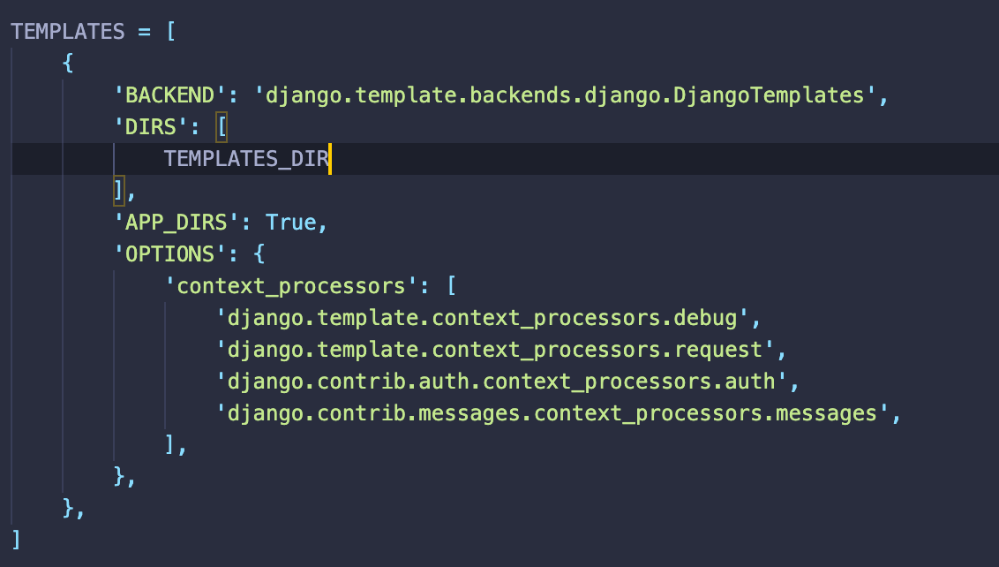 TEMPLATES = [
    {
        'BACKEND': 'django.template.backends.django.DjangoTemplates',
        'DIRS': [
            TEMPLATES_DIR
        ],
        'APP_DIRS': True,
        'OPTIONS': {
            'context_processors': [
                'django.template.context_processors.debug',
                'django.template.context_processors.request',
                'django.contrib.auth.context_processors.auth',
                'django.contrib.messages.context_processors.messages',
            ],
        },
    },
]